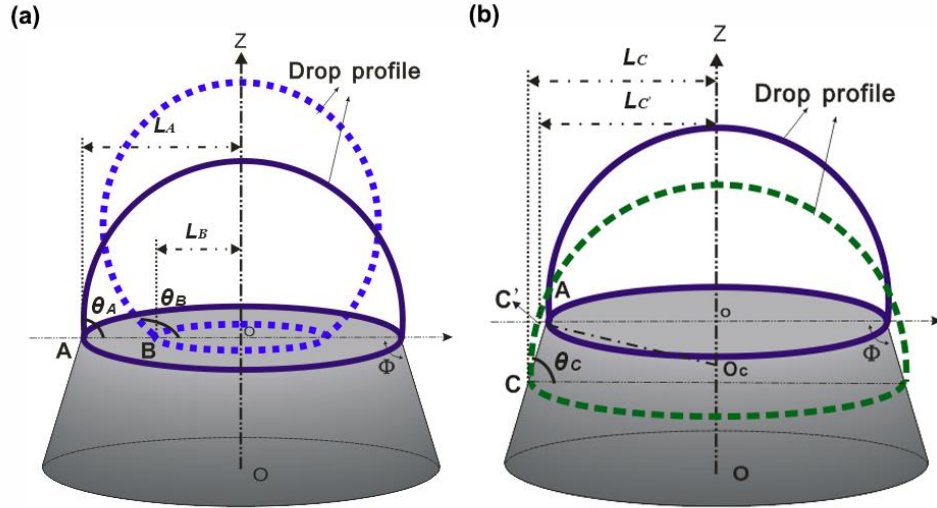 (a)
Z
Drop profile
L_A
L_B
θ_A
θ_B
O
A
B
Φ
O
(b)
Z
L_C
L_C'
Drop profile
C'
A
O
Φ
θ_C
O_C
C
O